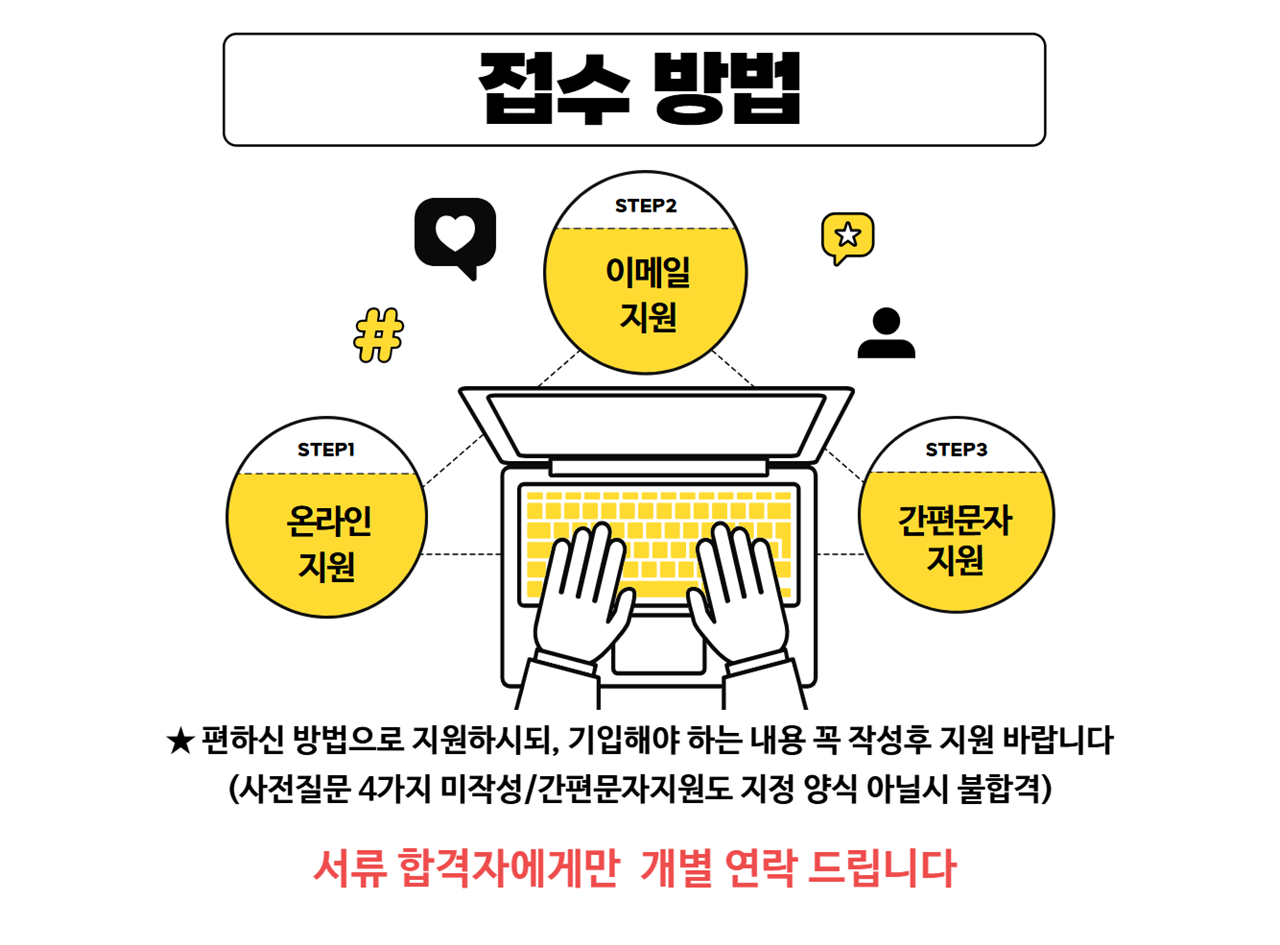 접수 방법
STEP2
이메일
지원
STEP1
온라인
지원
STEP3
간편문자
지원
★ 편하신 방법으로 지원하시되, 기입해야 하는 내용 꼭 작성후 지원 바랍니다
(사전질문 4가지 미작성/간편문자지원도 지정 양식 아닐시 불합격)
서류 합격자에게만 개별 연락 드립니다